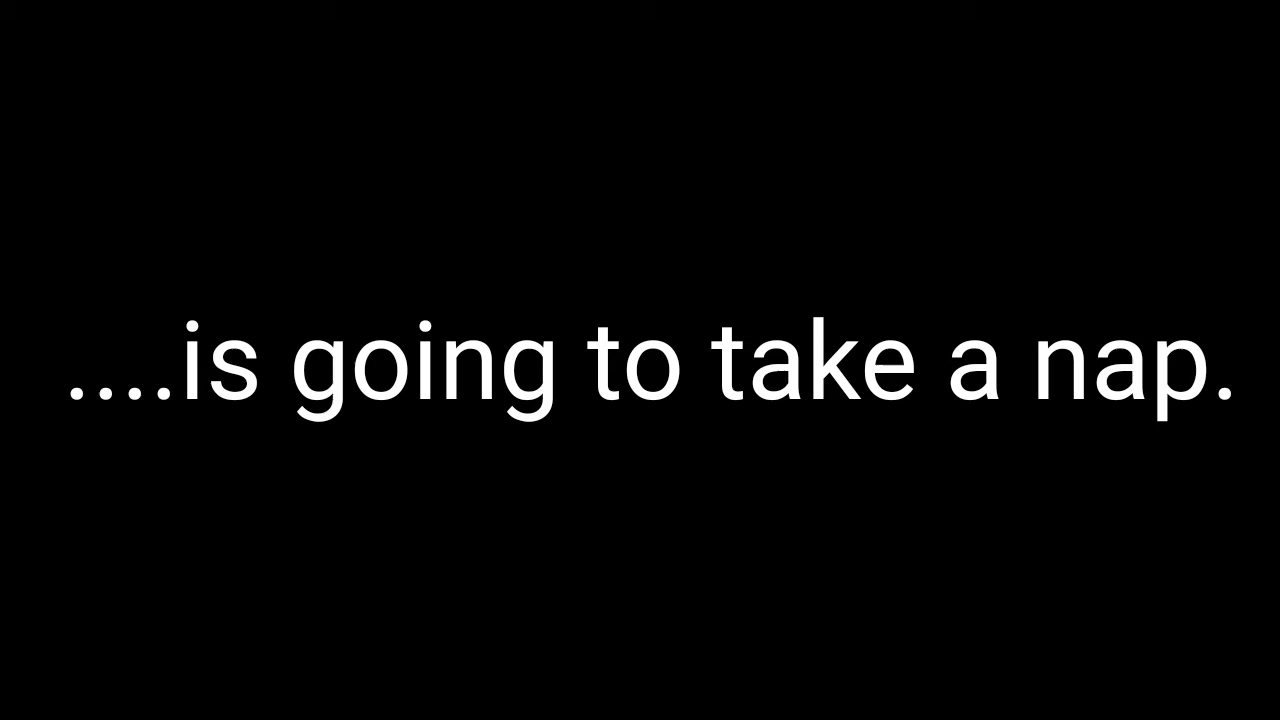 ....is going to take a nap.